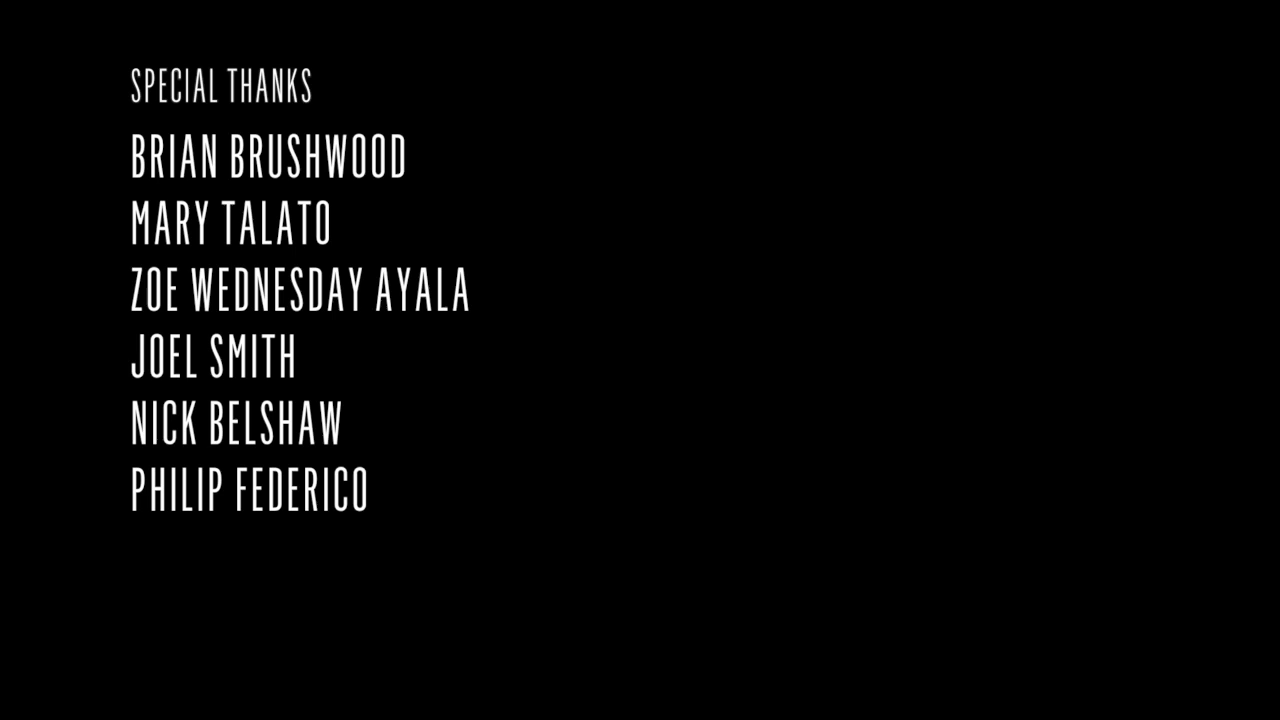 SPECIAL THANKS
BRIAN BRUSHWOOD
MARY TALATO
ZOE WEDNESDAY AYALA
JOEL SMITH
NICK BELSHAW
PHILIP FEDERICO